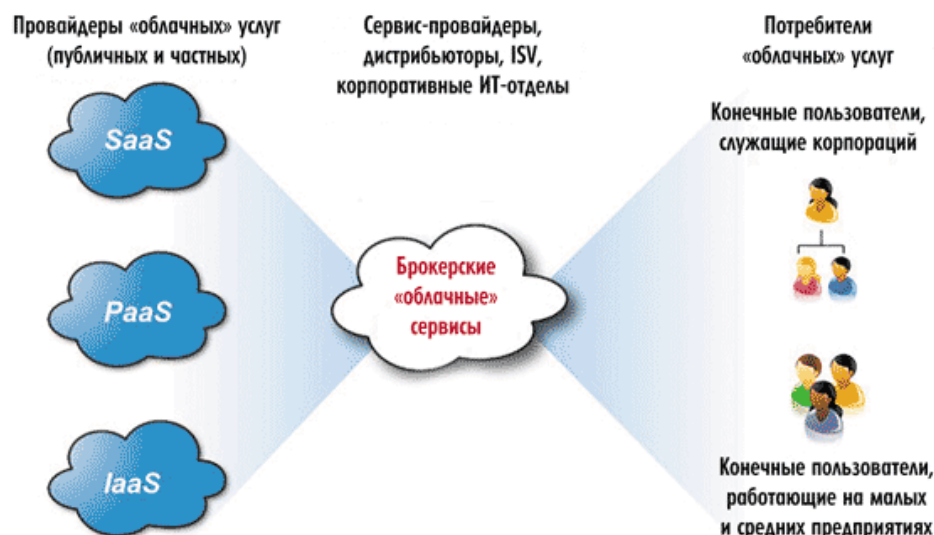 Провайдеры «облачных» услуг
(публичных и частных)
Сервис-провайдеры,
дистрибьюторы, ISV,
корпоративные ИТ-отделы
Потребители
«облачных» услуг
SaaS
PaaS
IaaS
Брокерские
«облачные»
сервисы
Конечные пользователи,
служащие корпораций
Конечные пользователи,
работающие на малых
и средних предприятиях